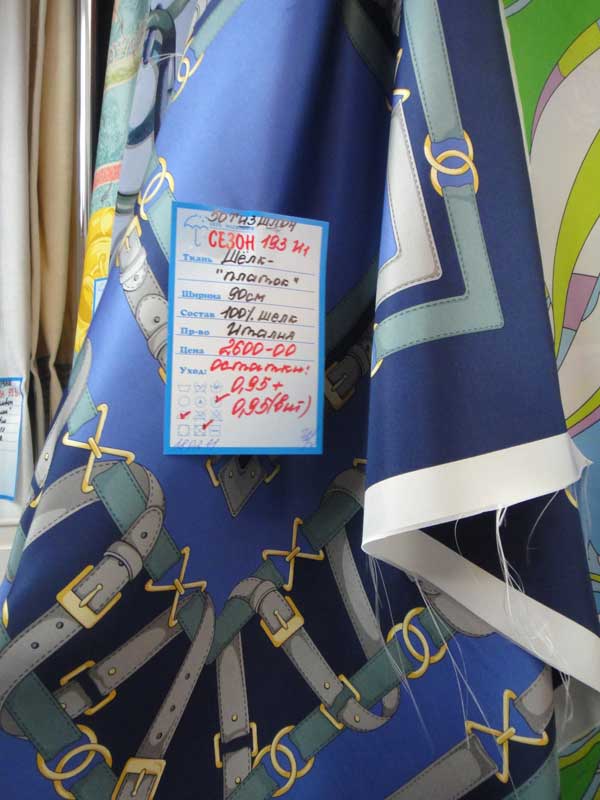 СЕЗОН 193 И1
Ткань Шёлк-
"платок"
Ширина 90см
Состав 100% шелк
Пр-во Италия
Цена 2600-00
Уход: Остатки:
0,95+
0,95(вит)